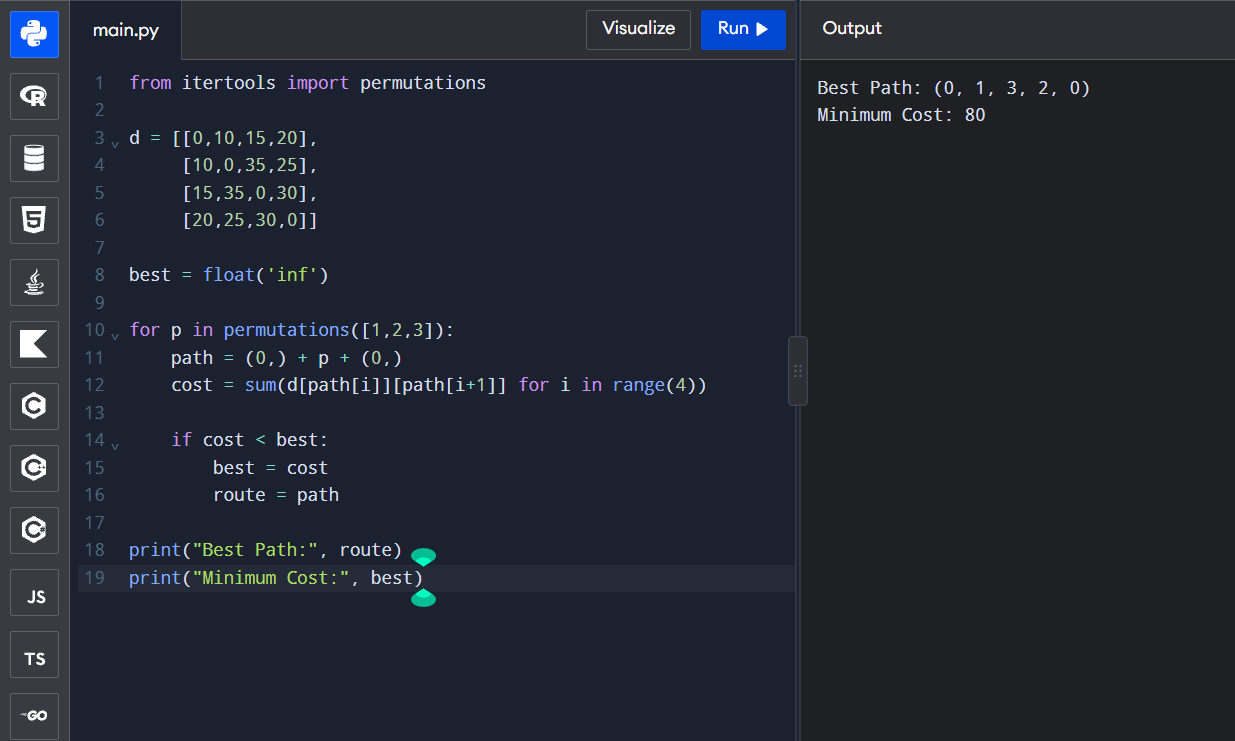 main.py
Visualize
Run
Output
1 from itertools import permutations
2
3 d = [[0,10,15,20],
4      [10,0,35,25],
5      [15,35,0,30],
6      [20,25,30,0]]
7
8 best = float('inf')
9
10 for p in permutations([1,2,3]):
11     path = (0,) + p + (0,)
12     cost = sum(d[path[i]][path[i+1]] for i in range(4))
13
14     if cost < best:
15         best = cost
16         route = path
17
18 print("Best Path:", route)
19 print("Minimum Cost:", best)
Best Path: (0, 1, 3, 2, 0)
Minimum Cost: 80
R
5
C
C++
C#
JS
TS
GO